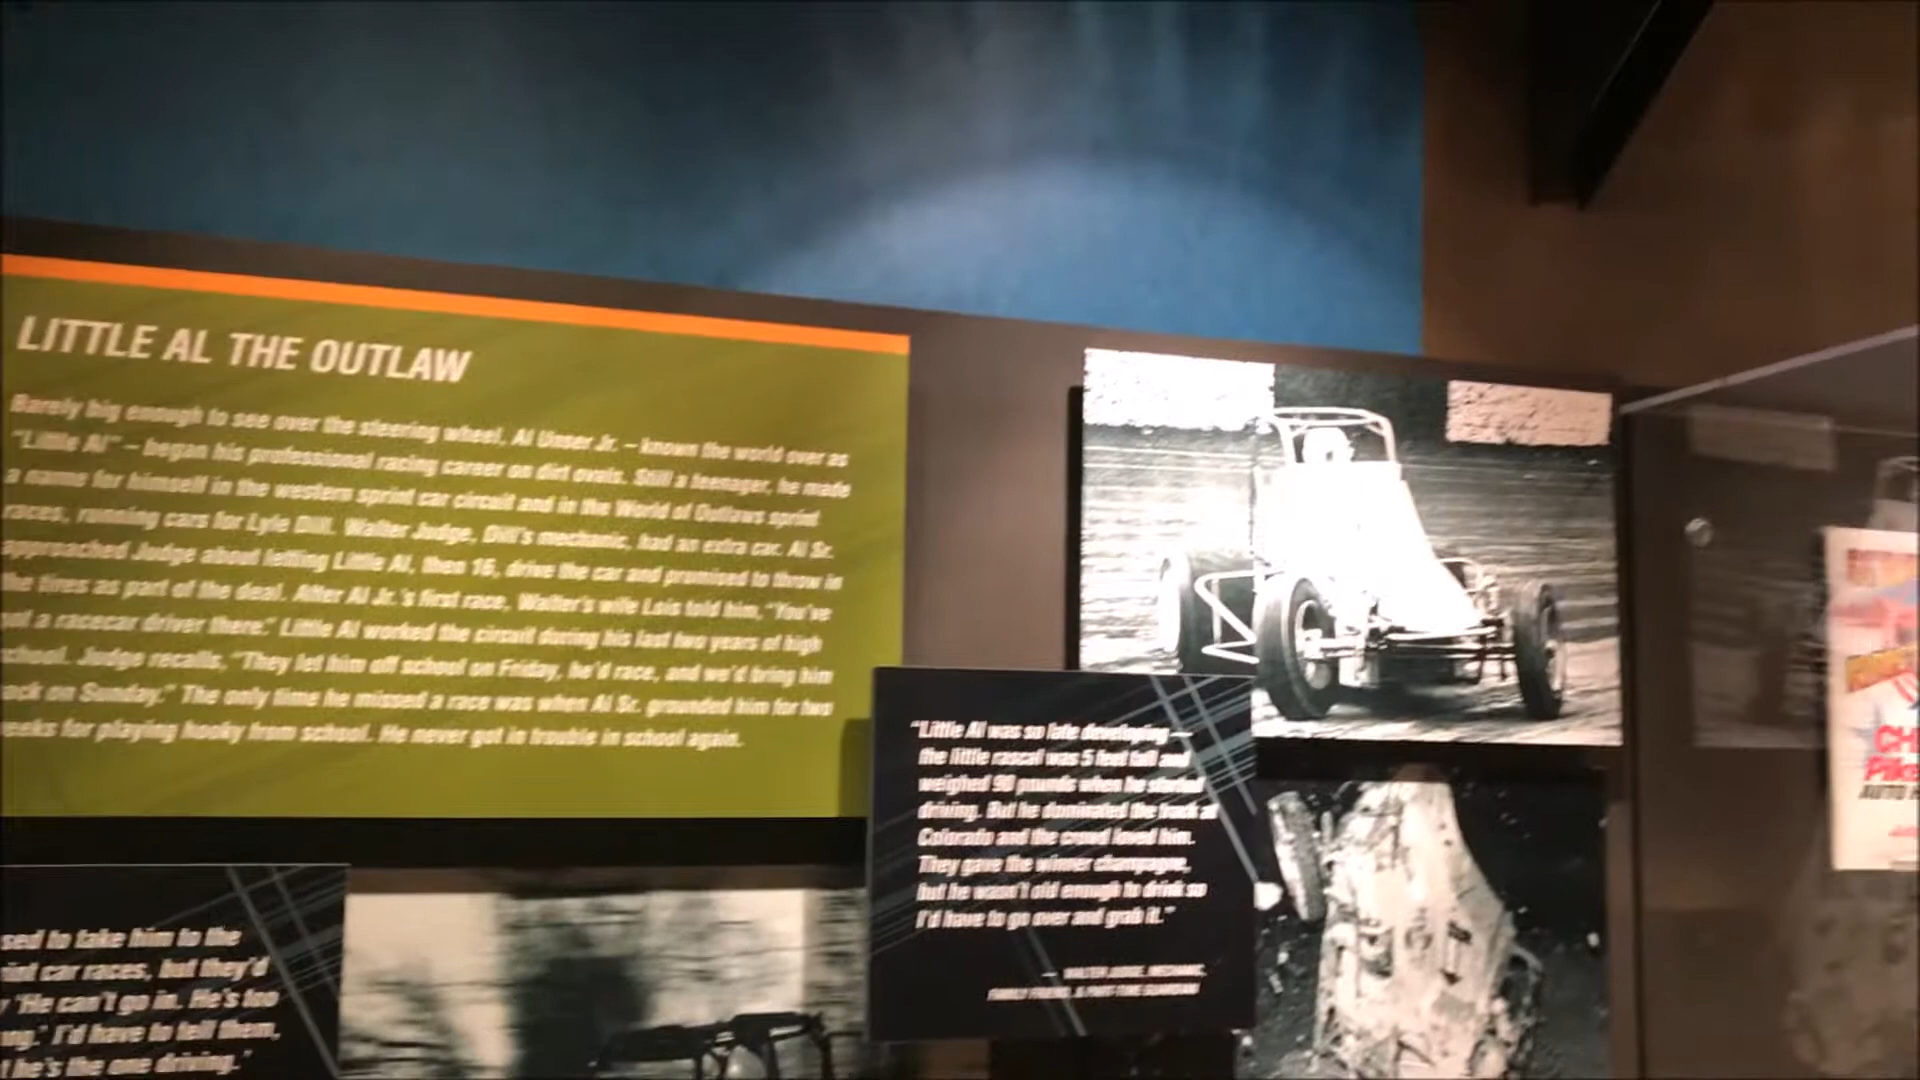 LITTLE AL THE OUTLAW
Barely big enough to see over the steering wheel, Al Unser Jr. – known the world over as
"Little Al" – began his professional racing career on dirt ovals. Still a teenager, he made
a name for himself in the western sprint car circuit and in the World of Outlaws sprint
races, running cars for Lyle Dill. Walter Judge, Dill's mechanic, had an extra car. Al Sr.
approached Judge about letting Little Al, then 16, drive the car and promised to throw in
the tires as part of the deal. After Al Jr.'s first race, Walter's wife Lois told him, "You've
got a racecar driver there." Little Al worked the circuit during his last two years of high
school. Judge recalls, "They let him off school on Friday, he'd race, and we'd bring him
back on Sunday." The only time he missed a race was when Al Sr. grounded him for two
weeks for playing hooky from school. He never got in trouble in school again.
"Little Al was so late developing —
the little rascal was 5 feet tall and
weighed 90 pounds when he started
driving. But he dominated the track at
Colorado and the crowd loved him.
They gave the winner champagne,
but he wasn't old enough to drink so
I'd have to go over and grab it."
— WALTER JUDGE, MECHANIC,
FAMILY FRIEND, & PART-TIME GUARDIAN
sed to take him to the
rint car races, but they'd
y 'He can't go in. He's too
ng.' I'd have to tell them,
t he's the one driving.'
CH
Pike
AUTO H